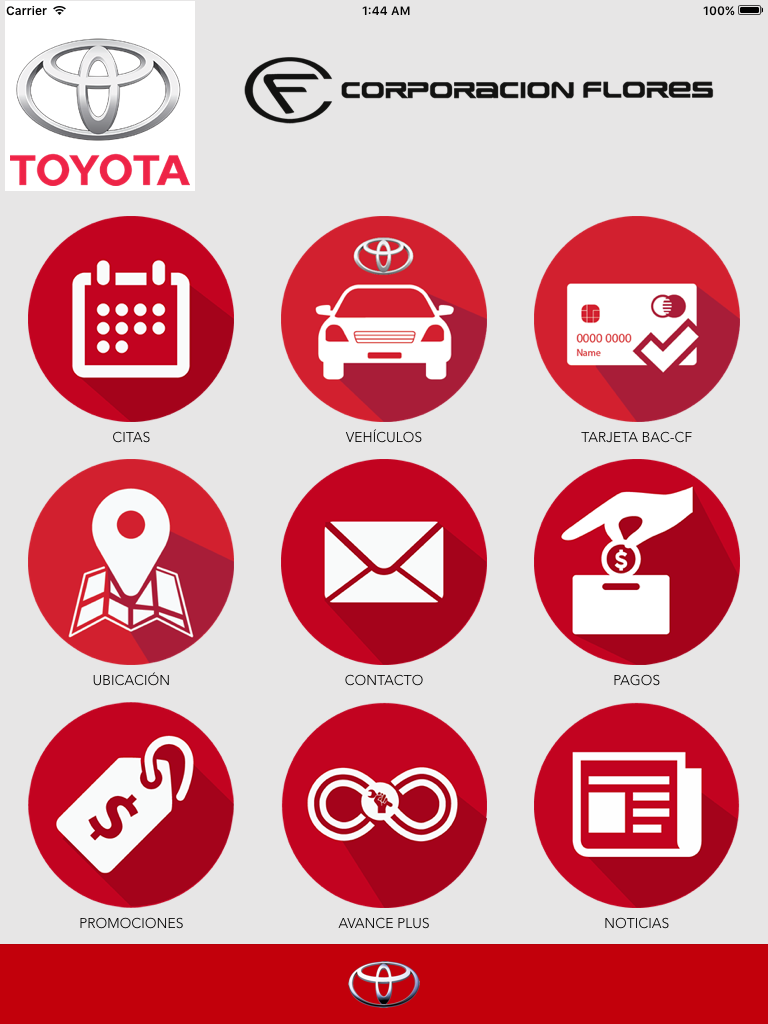 Carrier 1:44 AM 100%
TOYOTA
CORPORACION FLORES
0000 0000
Name
$
CITAS VEHÍCULOS TARJETA BAC-CF
UBICACIÓN CONTACTO PAGOS
$
PROMOCIONES AVANCE PLUS NOTICIAS